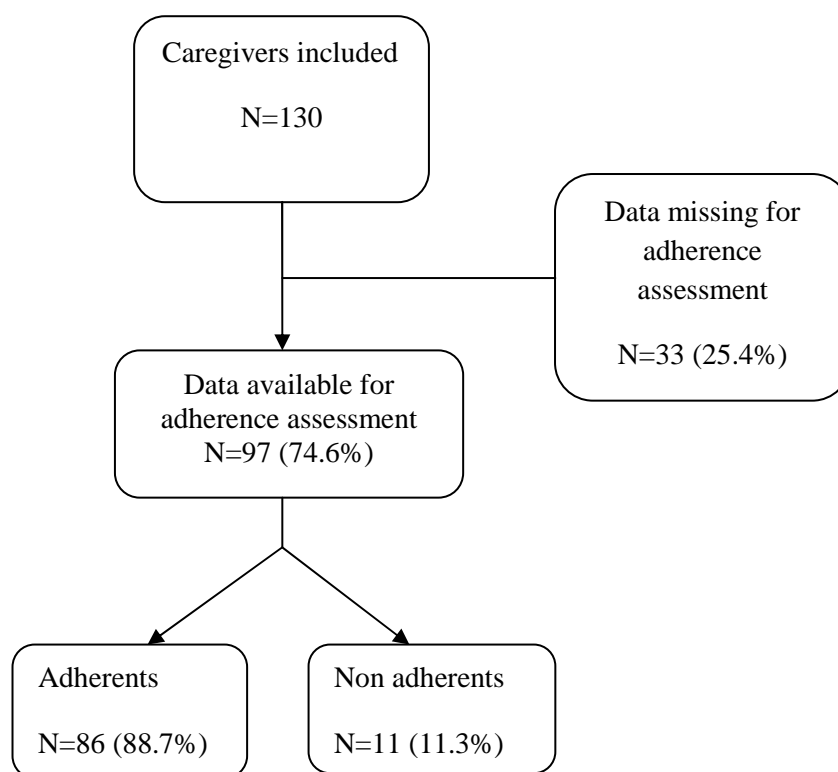 Caregivers included
N=130
Data missing for
adherence
assessment
N=33 (25.4%)
Data available for
adherence assessment
N=97 (74.6%)
Adherents
N=86 (88.7%)
Non adherents
N=11 (11.3%)